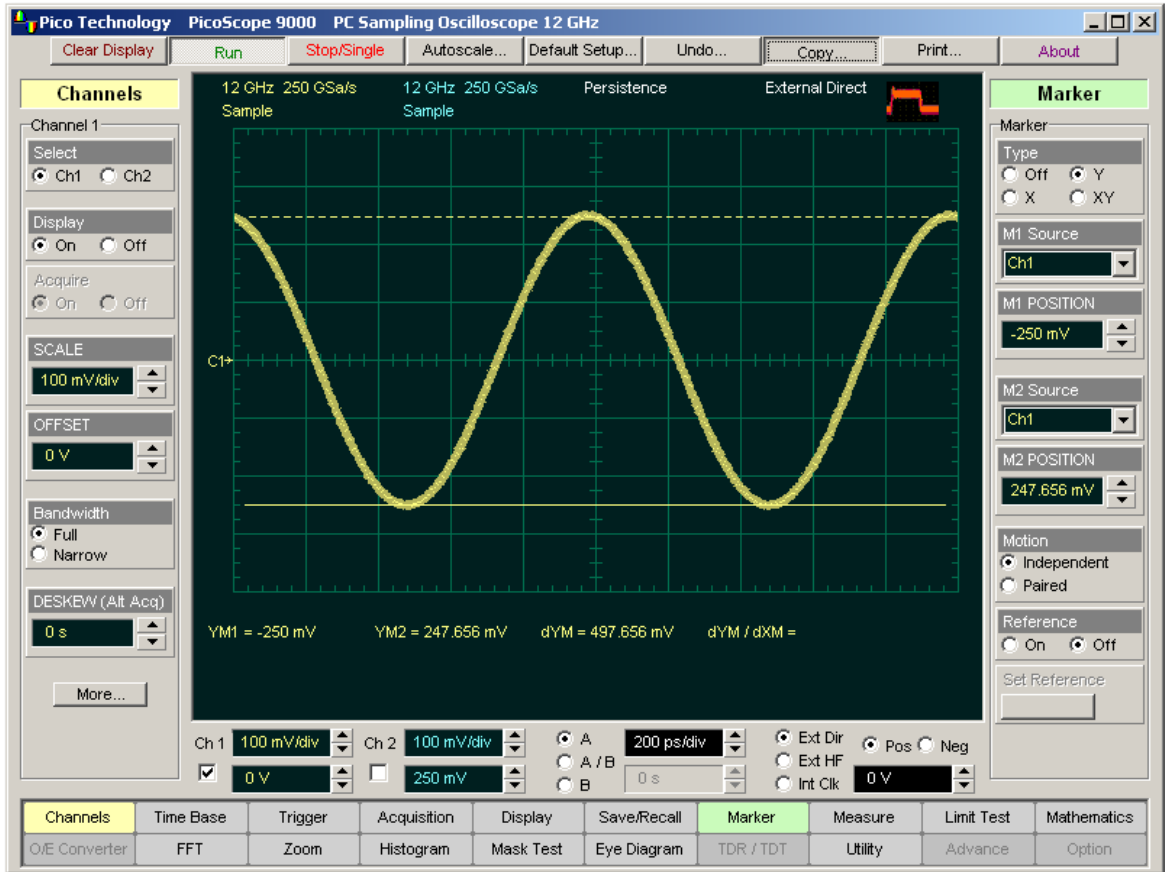 Pico Technology PicoScope 9000 PC Sampling Oscilloscope 12 GHz
Clear Display Run Stop/Single Autoscale... Default Setup... Undo... Copy... Print... About
Channels
Channel 1
Select
Ch1 Ch2
Display
On Off
Acquire
On Off
SCALE
100 mV/div
OFFSET
0 V
Bandwidth
Full
Narrow
DESKEW (Alt Acq)
0 s
More...
12 GHz 250 GSa/s 12 GHz 250 GSa/s Persistence External Direct
Sample Sample
C1
YM1 = -250 mV YM2 = 247.656 mV dYM = 497.656 mV dYM / dXM =
Marker
Marker
Type
Off Y
X XY
M1 Source
Ch1
M1 POSITION
-250 mV
M2 Source
Ch1
M2 POSITION
247.656 mV
Motion
Independent
Paired
Reference
On Off
Set Reference
Ch 1 100 mV/div Ch 2 100 mV/div A 200 ps/div Ext Dir Pos Neg
A / B Ext HF
0 V 250 mV B 0 s Int Clk 0 V
Channels Time Base Trigger Acquisition Display Save/Recall Marker Measure Limit Test Mathematics
O/E Converter FFT Zoom Histogram Mask Test Eye Diagram TDR / TDT Utility Advance Option